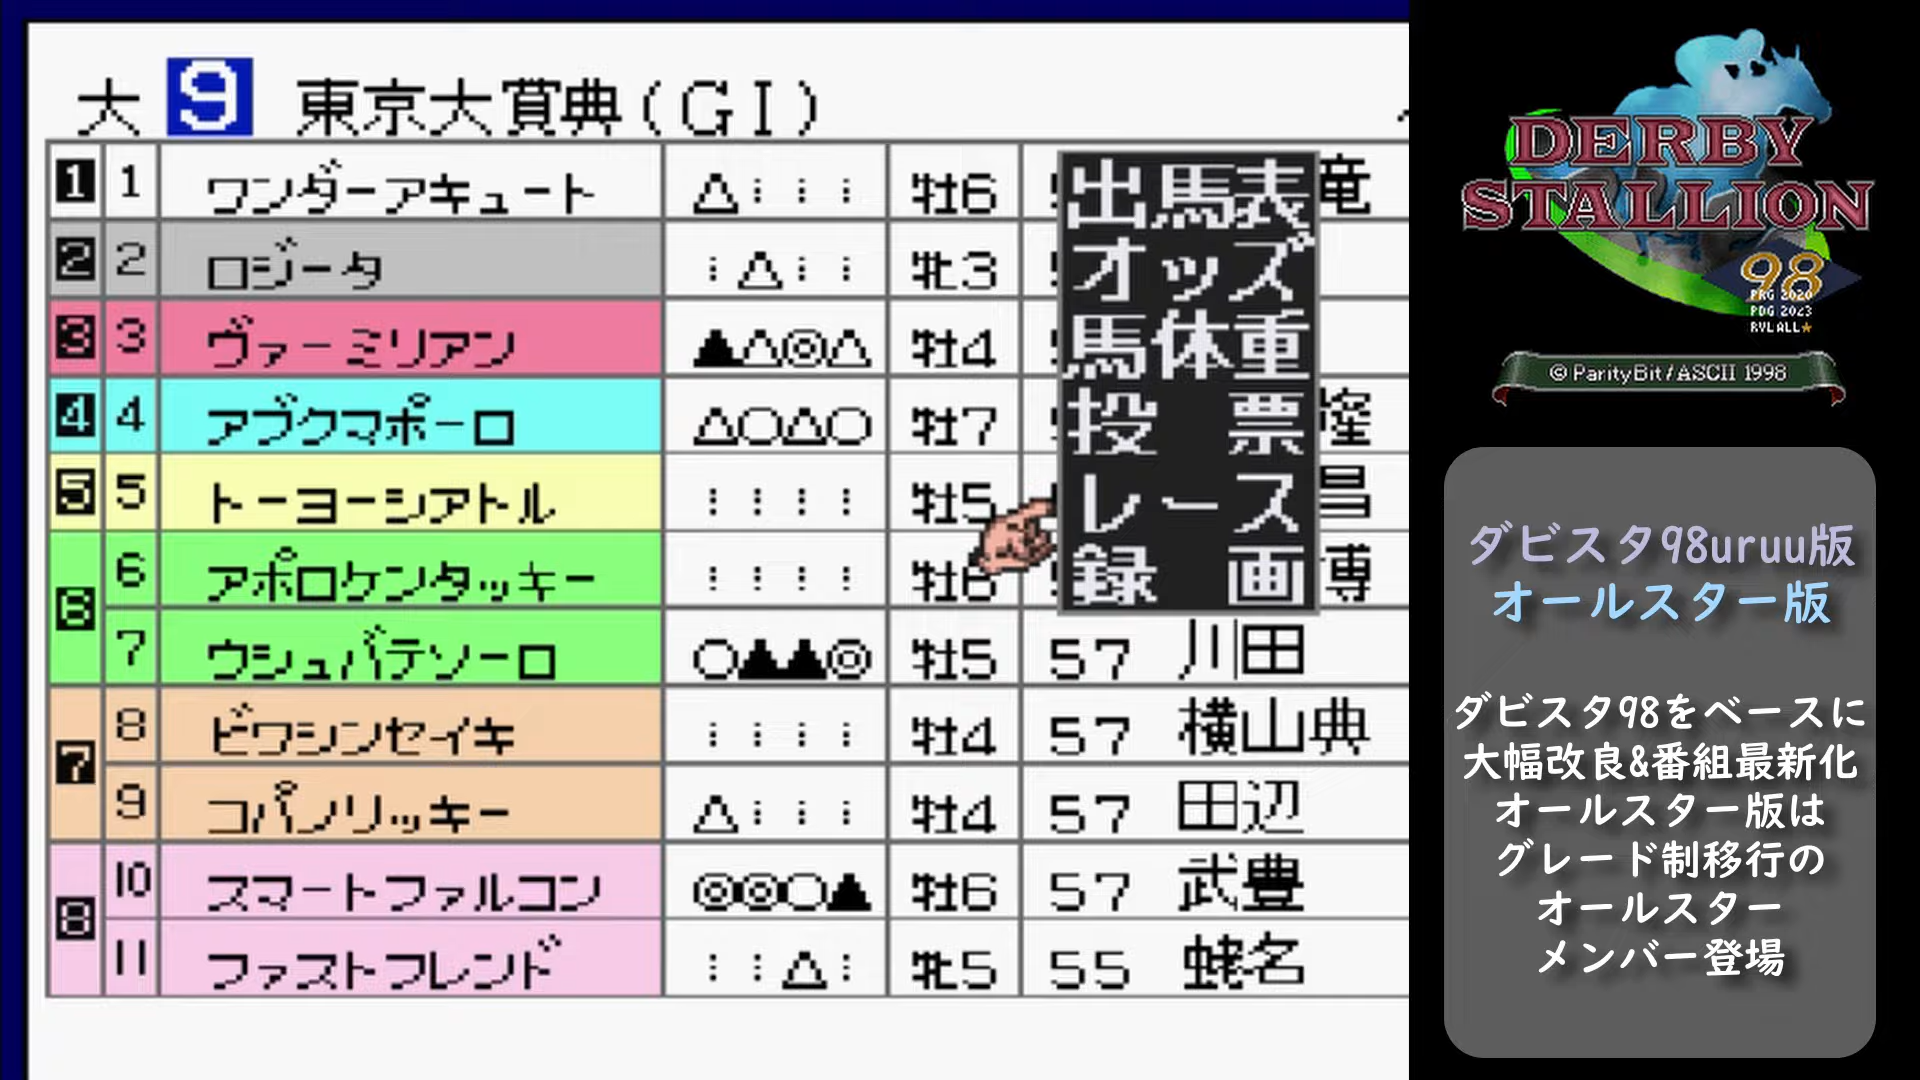 大 9 東京大賞典(GI)
1 1 ワンダーアキュート △⋮⋮⋮ 牡6 竜
2 2 ロジータ ⋮△⋮⋮ 牝3
3 3 ヴァーミリアン ▲△◎△ 牡4
4 4 アブクマポーロ △○△○ 牡7
5 5 トーヨーシアトル ⋮⋮⋮⋮ 牡5 昌
6 6 アポロケンタッキー ⋮⋮⋮⋮ 牡6 博
7 ウシュバテソーロ ○▲▲◎ 牡5 57 川田
7 8 ビワシンセイキ ⋮⋮⋮⋮ 牡4 57 横山典
9 コパノリッキー △⋮⋮⋮ 牡4 57 田辺
8 10 スマートファルコン ◎◎○▲ 牡6 57 武豊
11 ファストフレンド ⋮⋮△⋮ 牝5 55 蛯名
出馬表
オッズ
馬体重
投 票
レース
録 画
DERBY
STALLION
98
PRG 2020
PDG 2023
RVLALL★
© ParityBit/ASCII 1998
ダビスタ98uruu版
オールスター版
ダビスタ98をベースに
大幅改良&番組最新化
オールスター版は
グレード制移行の
オールスター
メンバー登場